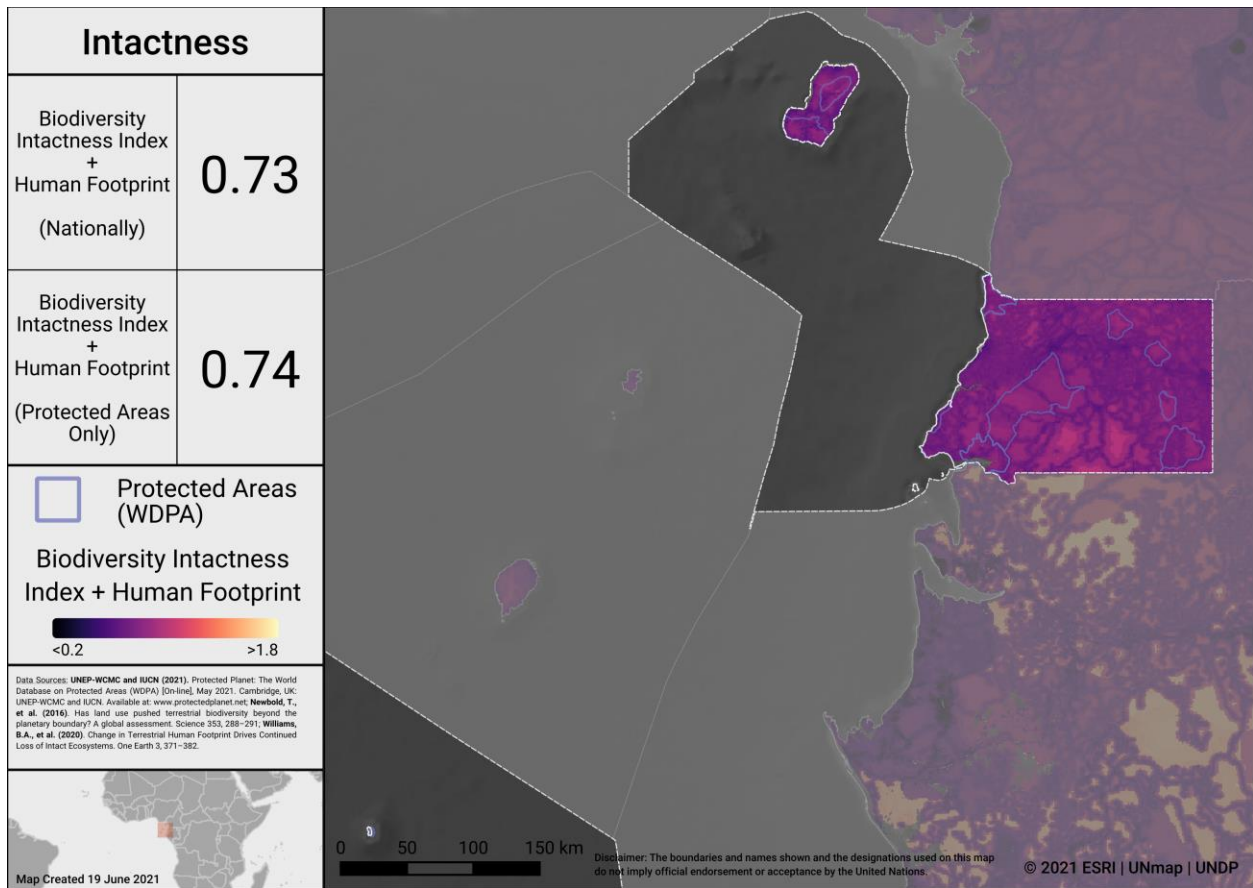 Intactness
Biodiversity
Intactness Index
+
Human Footprint
(Nationally)
0.73
Biodiversity
Intactness Index
+
Human Footprint
(Protected Areas
Only)
0.74
Protected Areas
(WDPA)
Biodiversity Intactness
Index + Human Footprint
<0.2
>1.8
Data Sources: UNEP-WCMC and IUCN (2021). Protected Planet: The World
Database on Protected Areas (WDPA) [On-line], May 2021. Cambridge, UK:
UNEP-WCMC and IUCN. Available at: www.protectedplanet.net; Newbold, T.,
et al. (2016). Has land use pushed terrestrial biodiversity beyond the
planetary boundary? A global assessment. Science 353, 288–291; Williams,
B.A., et al. (2020). Change in Terrestrial Human Footprint Drives Continued
Loss of Intact Ecosystems. One Earth 3, 371–382.
Map Created 19 June 2021
0 50 100 150 km
Disclaimer: The boundaries and names shown and the designations used on this map
do not imply official endorsement or acceptance by the United Nations.
© 2021 ESRI | UNmap | UNDP